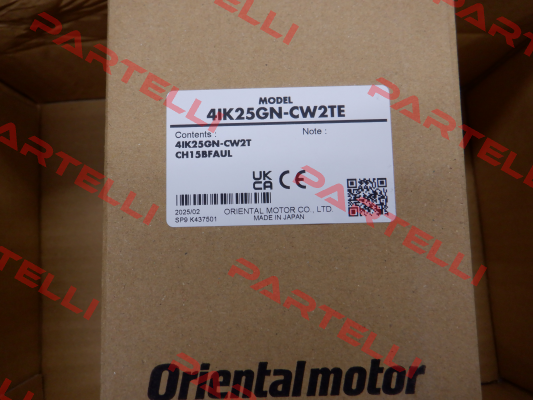 MODEL
4IK25GN-CW2TE
Contents : Note :
4IK25GN-CW2T
CH15BFAUL
UK
CA CE
2025/02 ORIENTAL MOTOR CO., LTD.
SP9 K437501 MADE IN JAPAN
Orientalmotor
PARTELLI
PARTELLI
PARTELLI
PARTELLI
PARTELLI
PARTELLI